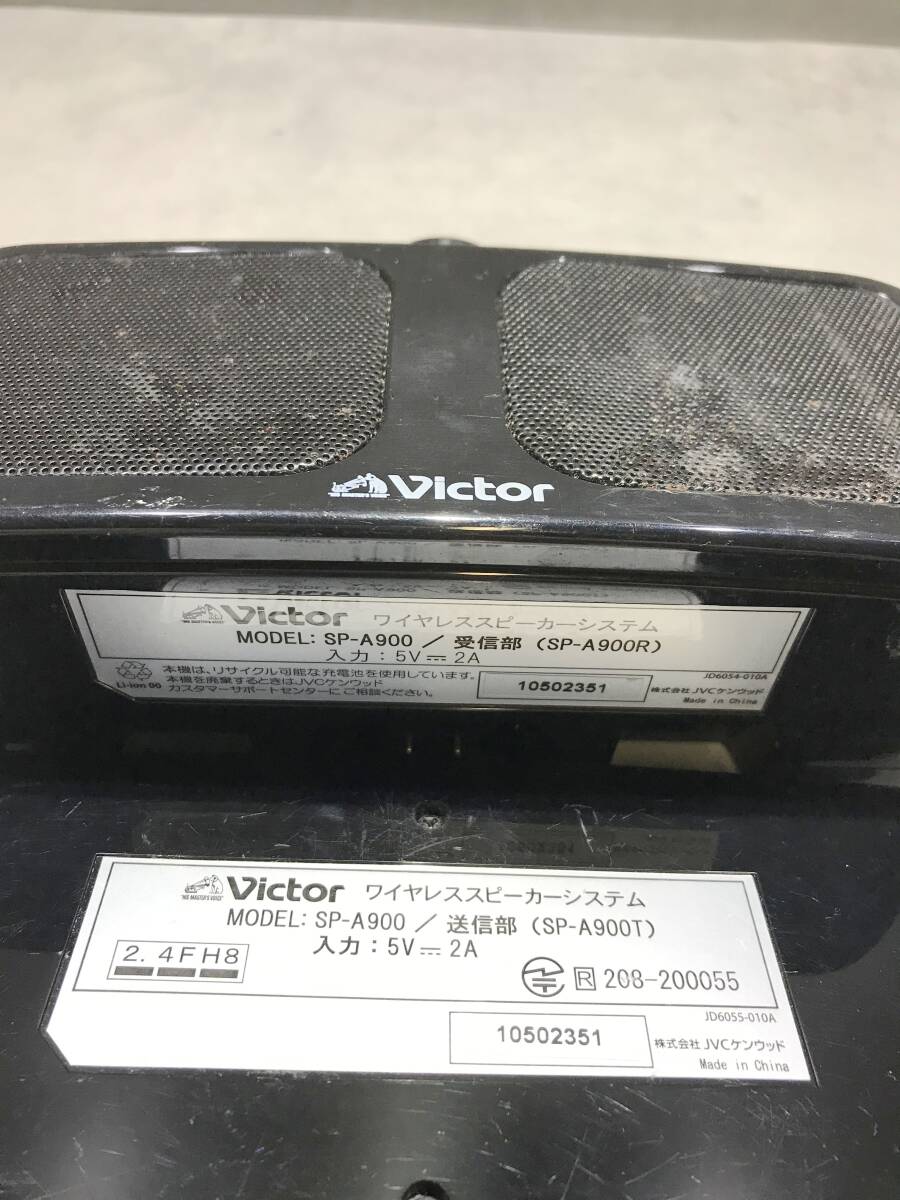 Victor
"HIS MASTER'S VOICE" Victor ワイヤレススピーカーシステム
MODEL: SP-A900 / 受信部 (SP-A900R)
入力 : 5V⎓2A
Li-ion 00
本機は、リサイクル可能な充電池を使用しています。
本機を廃棄するときはJVCケンウッド
カスタマーサポートセンターにご相談ください。
10502351
JD6054-010A
株式会社 JVCケンウッド
Made in China
"HIS MASTER'S VOICE" Victor ワイヤレススピーカーシステム
MODEL: SP-A900 / 送信部 (SP-A900T)
入力 : 5V⎓2A
2.4FH8
R 208-200055
JD6055-010A
10502351
株式会社 JVCケンウッド
Made in China